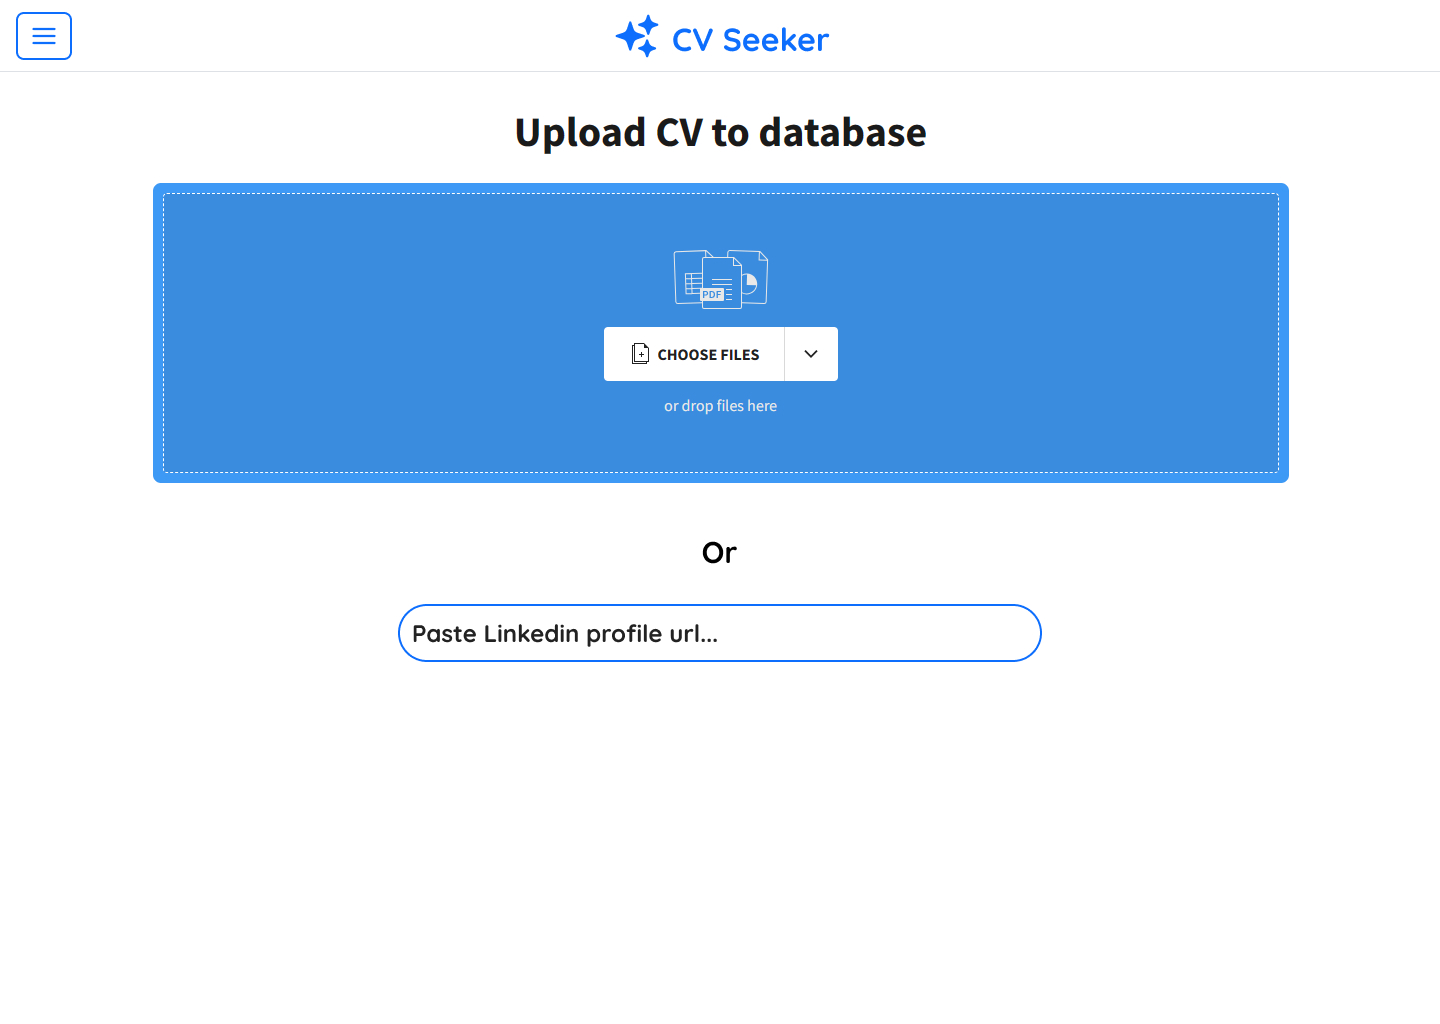 CV Seeker
Upload CV to database
PDF
CHOOSE FILES
or drop files here
Or
Paste Linkedin profile url...